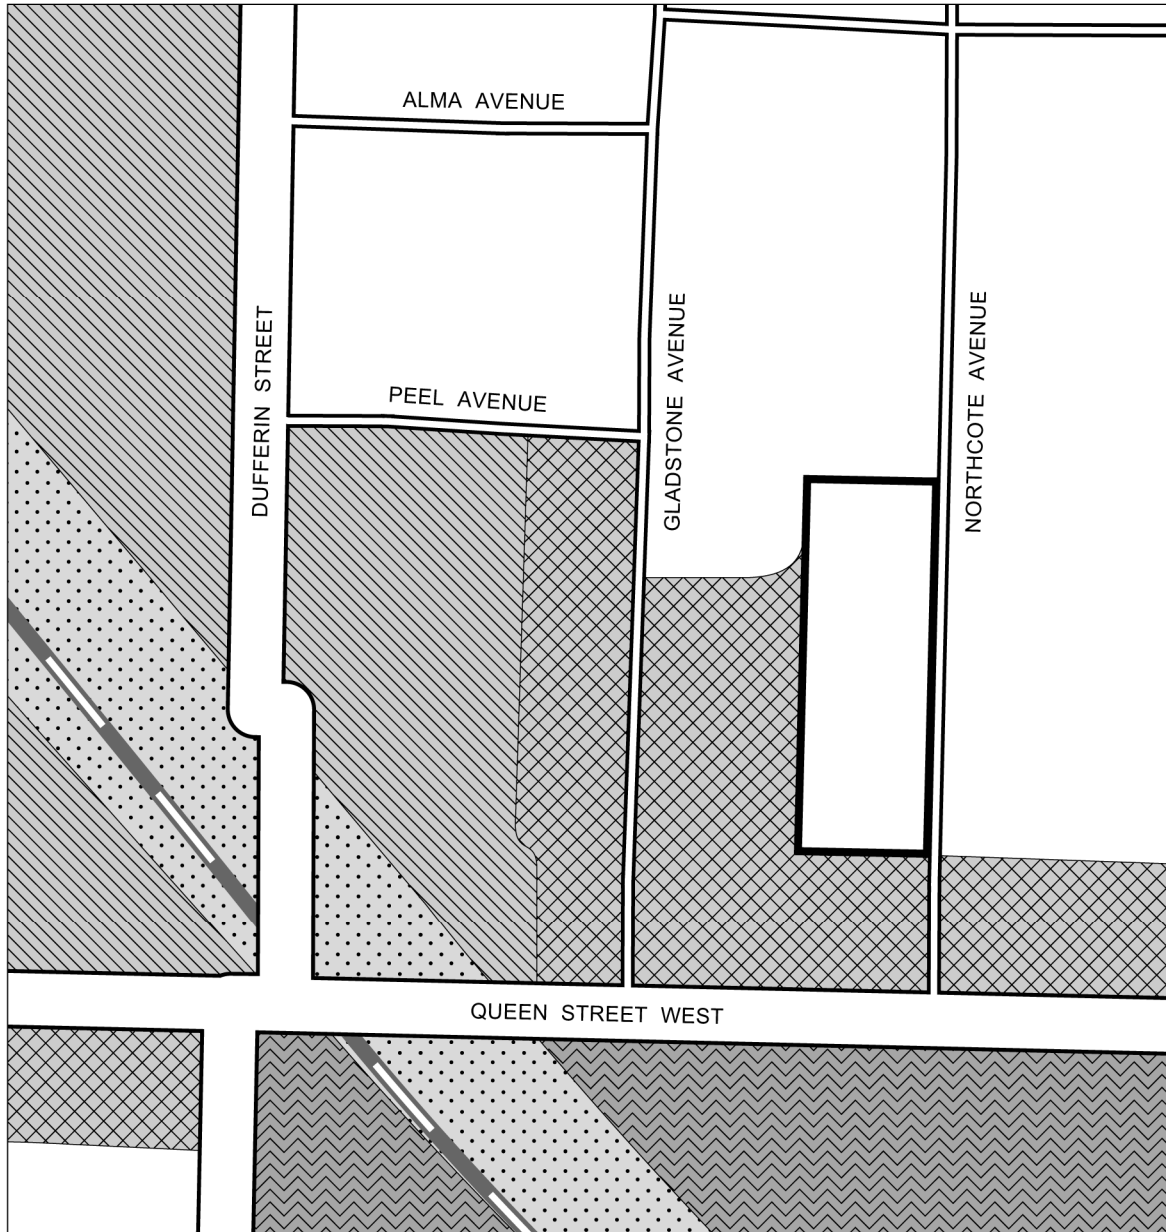 ALMA AVENUE
DUFFERIN STREET
GLADSTONE AVENUE
NORTHCOTE AVENUE
PEEL AVENUE
QUEEN STREET WEST